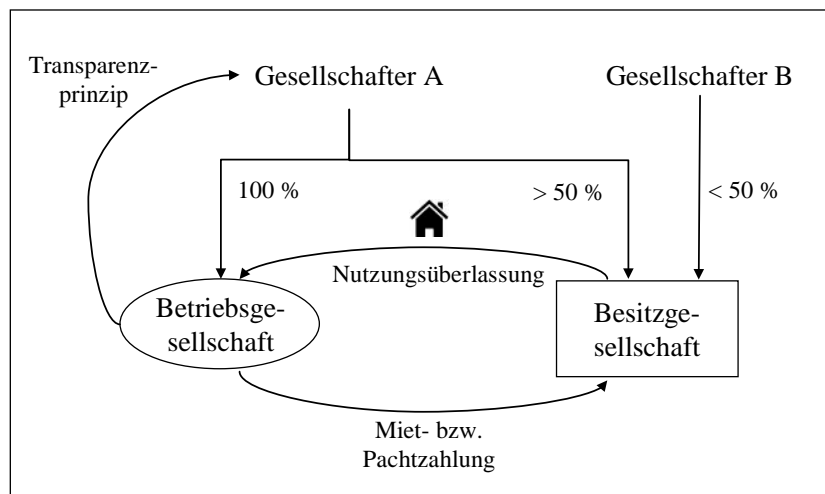 Transparenz-
prinzip
Gesellschafter A
Gesellschafter B
100 %
> 50 %
< 50 %
Nutzungsüberlassung
Betriebsge-
sellschaft
Besitzge-
sellschaft
Miet- bzw.
Pachtzahlung